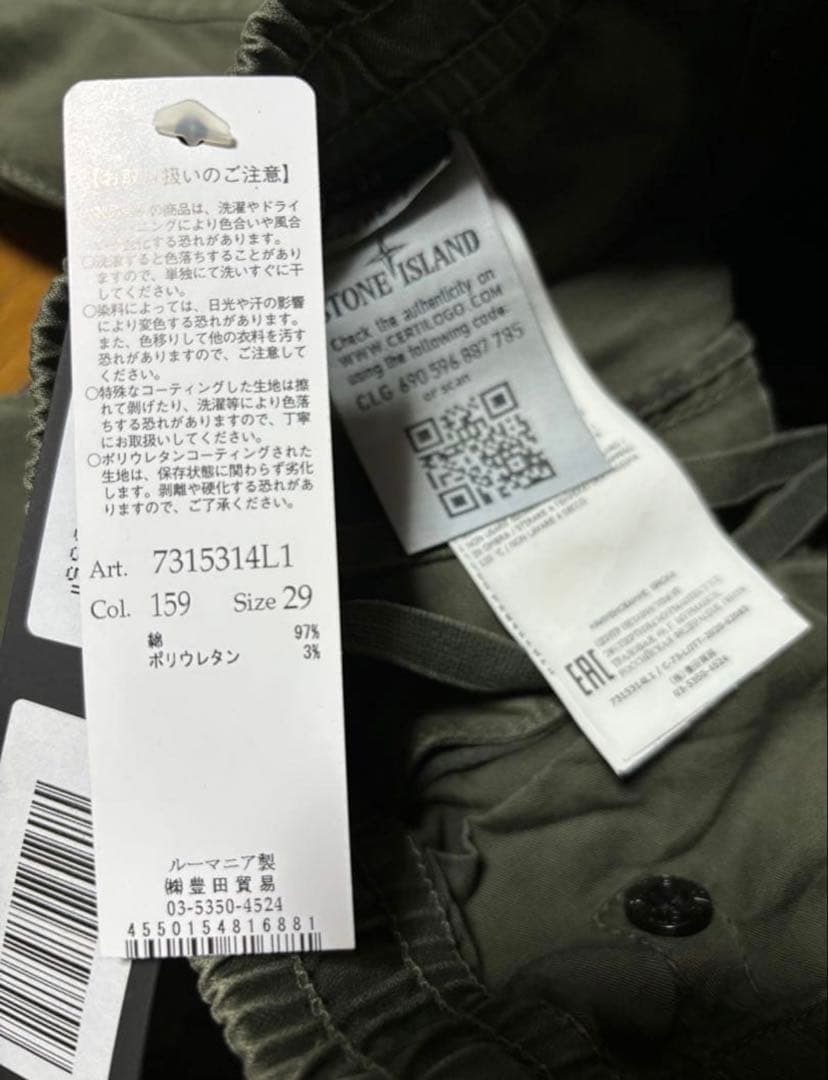 【お取り扱いのご注意】
の商品は、洗濯やドライ
ニングにより色合いや風合
化する恐れがあります。
○洗濯すると色落ちすることがあり
ますので、単独にて洗いすぐに干
してください。
○染料によっては、日光や汗の影響
により変色する恐れがあります。
また、色移りして他の衣料を汚す
恐れがありますので、ご注意して
ください。
○特殊なコーティングした生地は擦
れて剥げたり、洗濯等により色落
ちする恐れがありますので、丁寧
にお取扱いしてください。
○ポリウレタンコーティングされた
生地は、保存状態に関わらず劣化
します。剥離や硬化する恐れがあ
りますので、ご了承ください。
Art. 7315314L1
Col. 159 Size 29
綿 97%
ポリウレタン 3%
ルーマニア製
㈱豊田貿易
03-5350-4524
4550154816881
STONE ISLAND
Check the authenticity on
WWW.CERTILOGO.COM
using the following code:
CLG 690 596 887 785
or scan
EAC
7315314L1
03-5350-4524